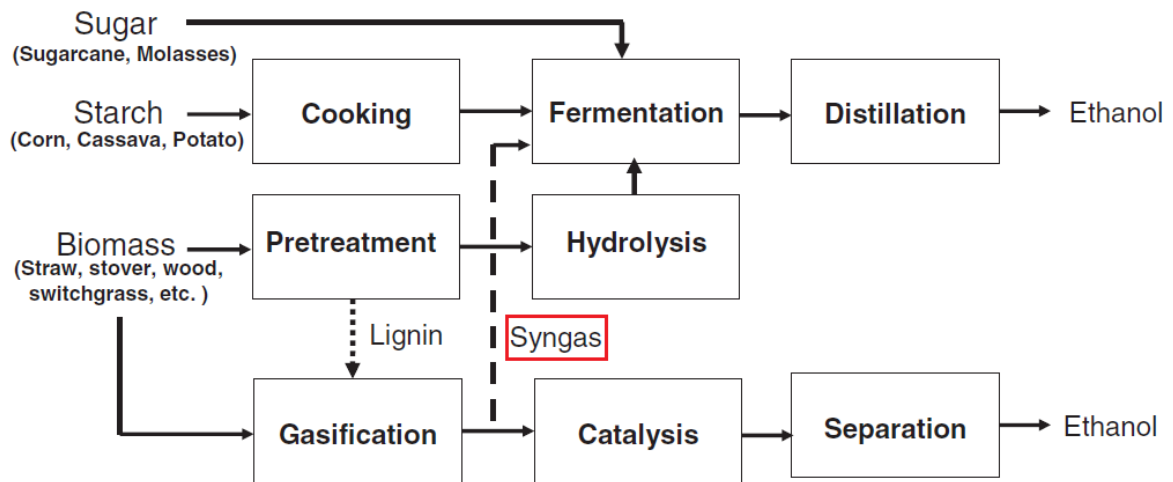 Sugar
(Sugarcane, Molasses)
Starch
(Corn, Cassava, Potato)
Cooking
Fermentation
Distillation
Ethanol
Biomass
(Straw, stover, wood,
switchgrass, etc. )
Pretreatment
Hydrolysis
Lignin
Syngas
Gasification
Catalysis
Separation
Ethanol